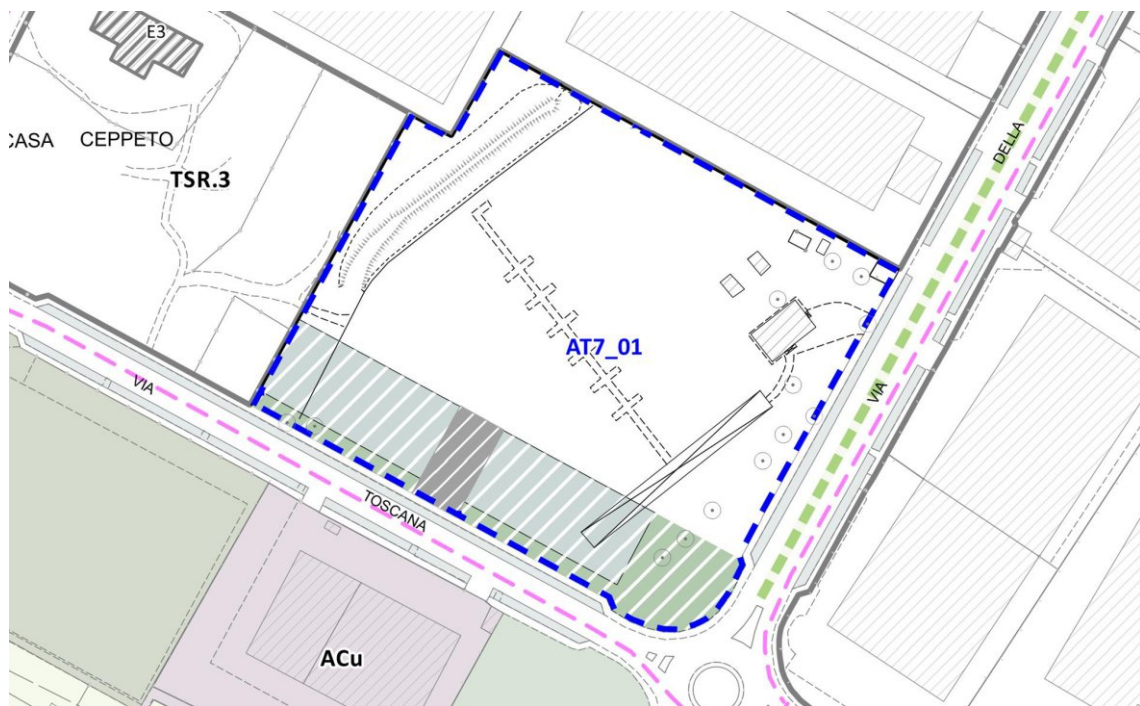 E3
CASA CEPPETO
TSR.3
DELLA
AT7_01
VIA
VIA
TOSCANA
ACu